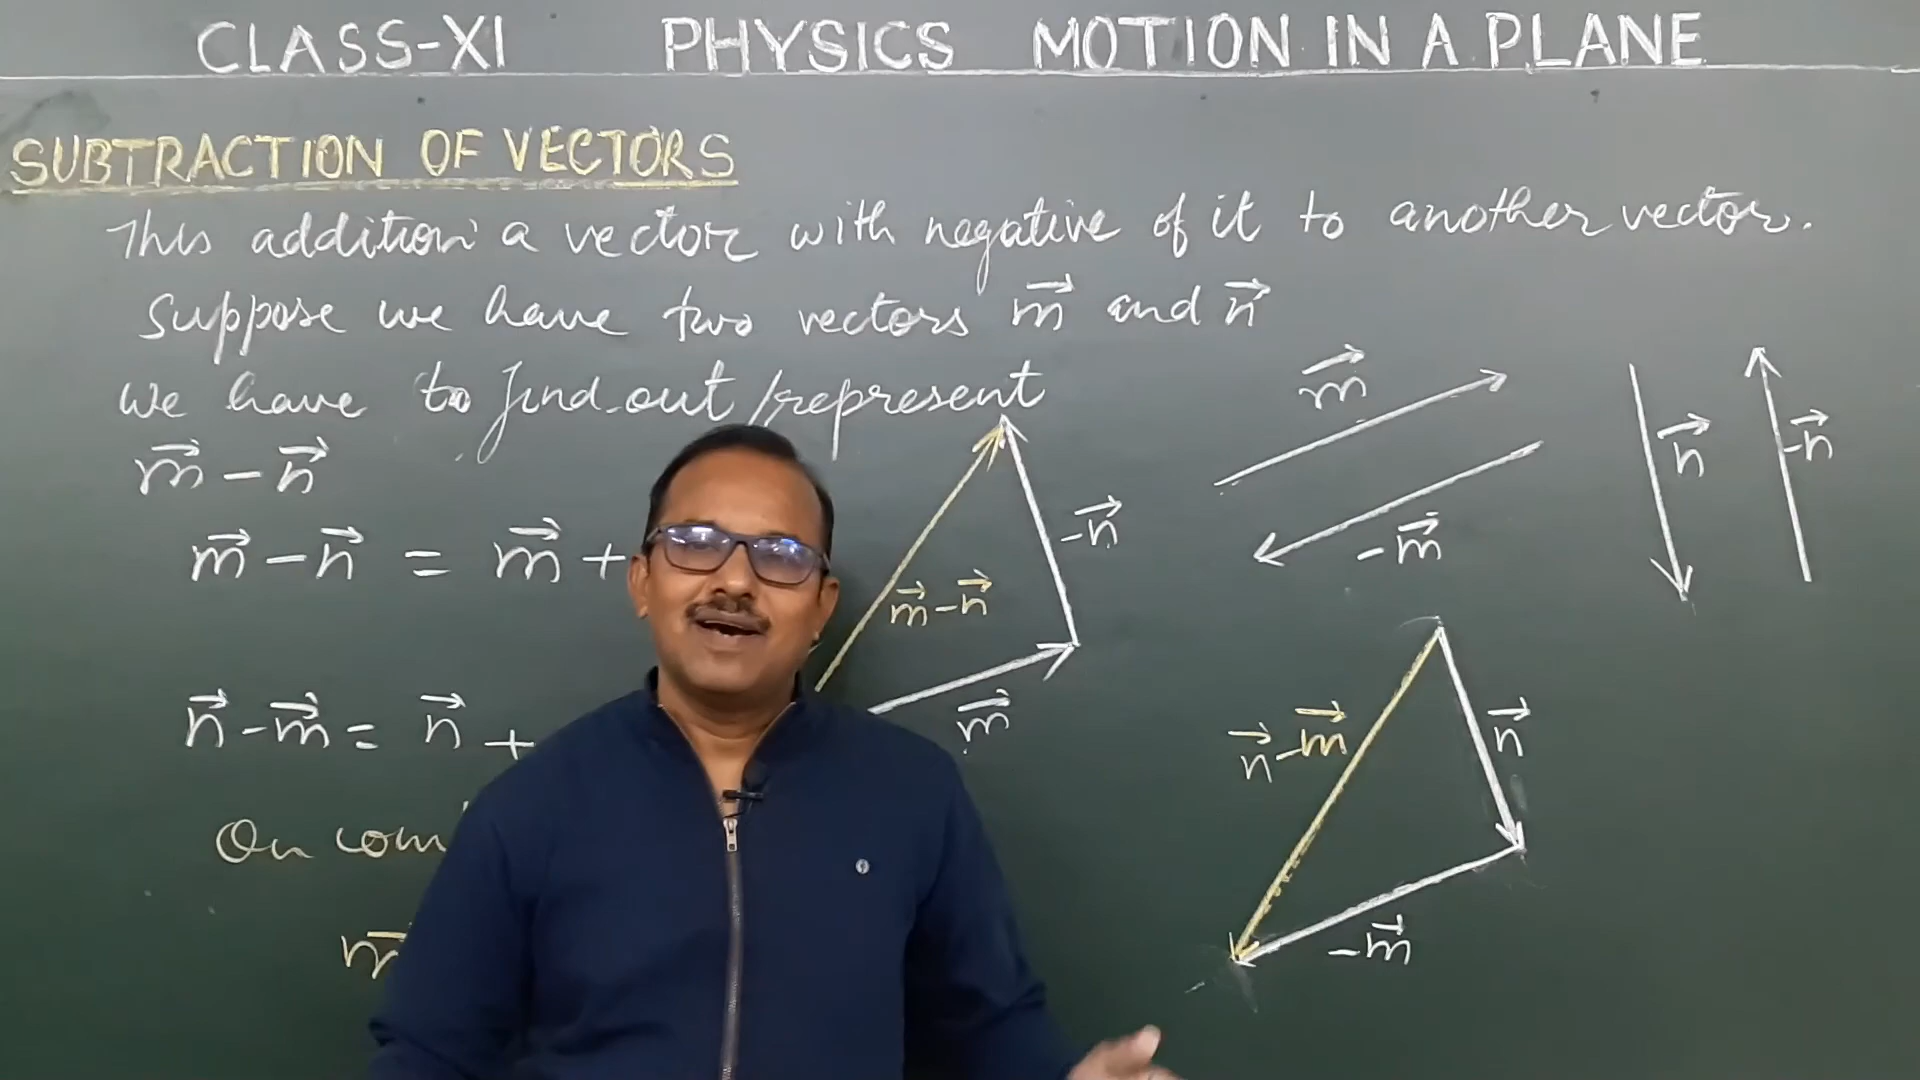 CLASS-XI PHYSICS MOTION IN A PLANE
SUBTRACTION OF VECTORS
This addition a vector with negative of it to another vector.
Suppose we have two vectors m⃗ and n⃗
We have to find out / represent
m⃗ - n⃗
m⃗ - n⃗ = m⃗ +
n⃗ - m⃗ = n⃗ +
On com
m⃗
m⃗ - n⃗
-n⃗
m⃗
m⃗
-m⃗
n⃗
-n⃗
n⃗ - m⃗
n⃗
-m⃗